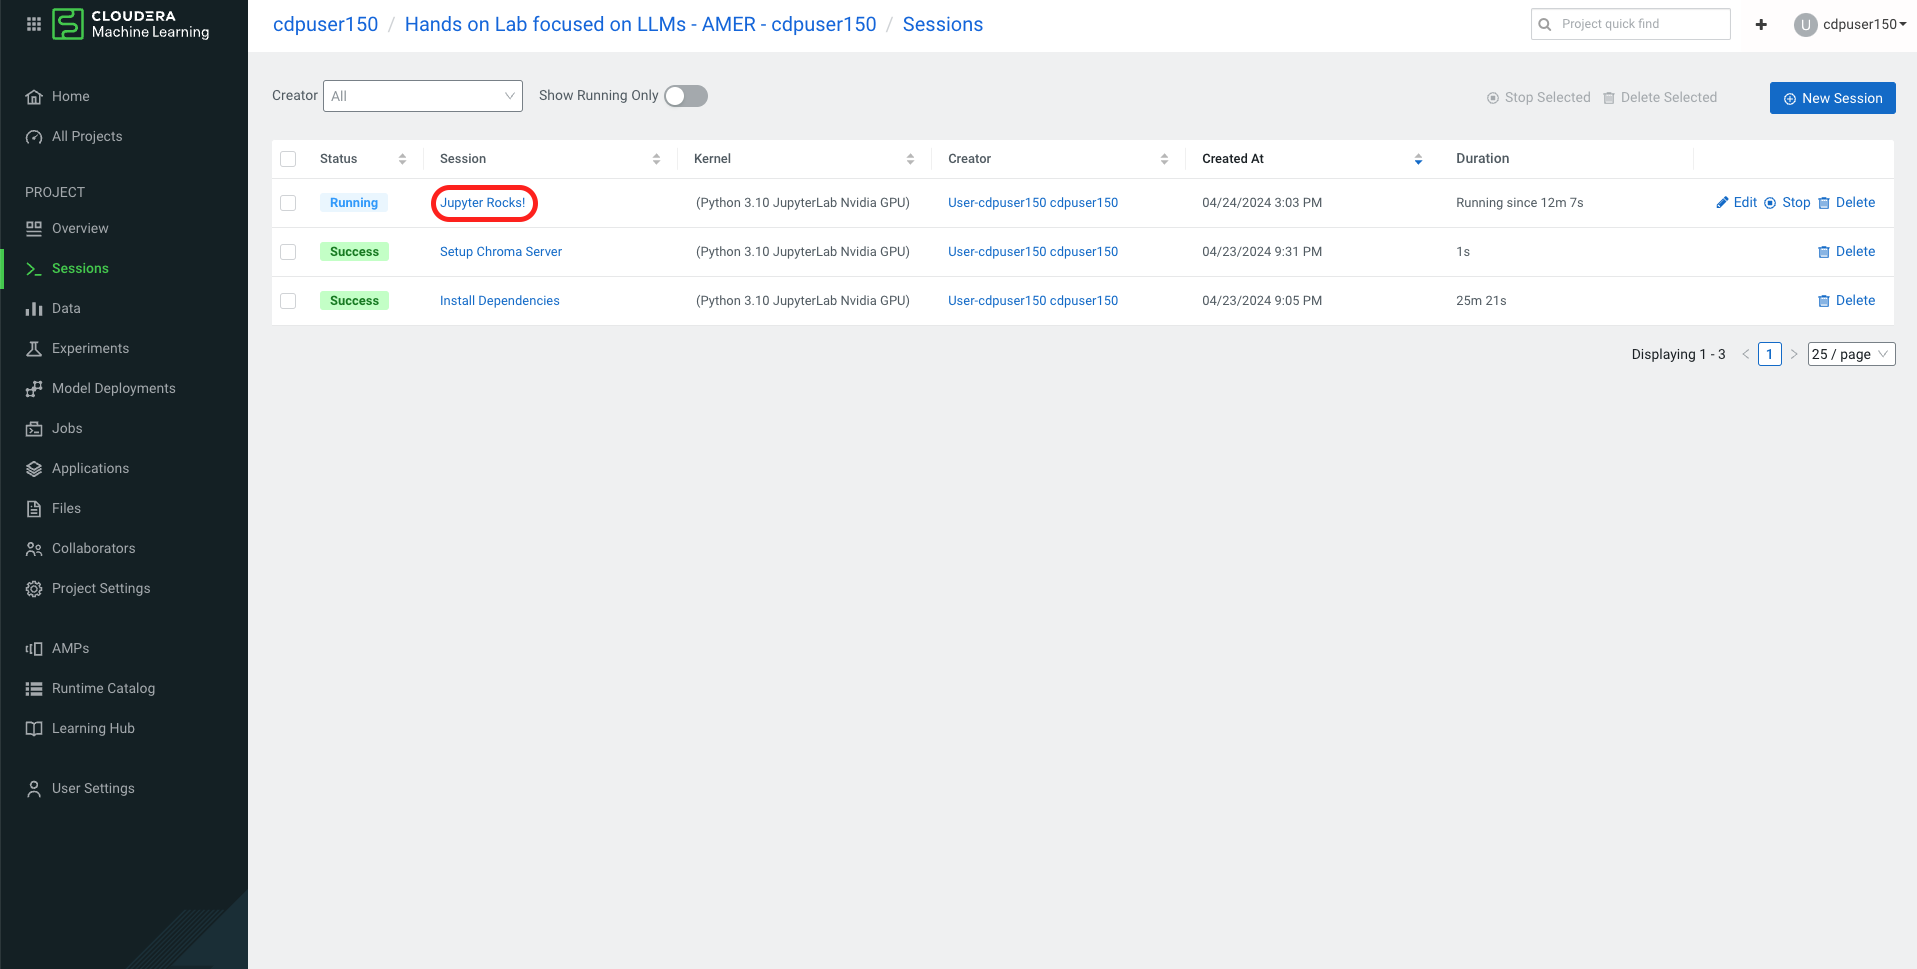 CLOUDERA
Machine Learning
cdpuser150 / Hands on Lab focused on LLMs - AMER - cdpuser150 / Sessions
Project quick find
+
U
cdpuser150
Home
All Projects
PROJECT
Overview
Sessions
Data
Experiments
Model Deployments
Jobs
Applications
Files
Collaborators
Project Settings
AMPs
Runtime Catalog
Learning Hub
User Settings
Creator All Show Running Only
Stop Selected Delete Selected New Session
Status Session Kernel Creator Created At Duration
Running Jupyter Rocks! (Python 3.10 JupyterLab Nvidia GPU) User-cdpuser150 cdpuser150 04/24/2024 3:03 PM Running since 12m 7s Edit Stop Delete
Success Setup Chroma Server (Python 3.10 JupyterLab Nvidia GPU) User-cdpuser150 cdpuser150 04/23/2024 9:31 PM 1s Delete
Success Install Dependencies (Python 3.10 JupyterLab Nvidia GPU) User-cdpuser150 cdpuser150 04/23/2024 9:05 PM 25m 21s Delete
Displaying 1 - 3 < 1 > 25 / page